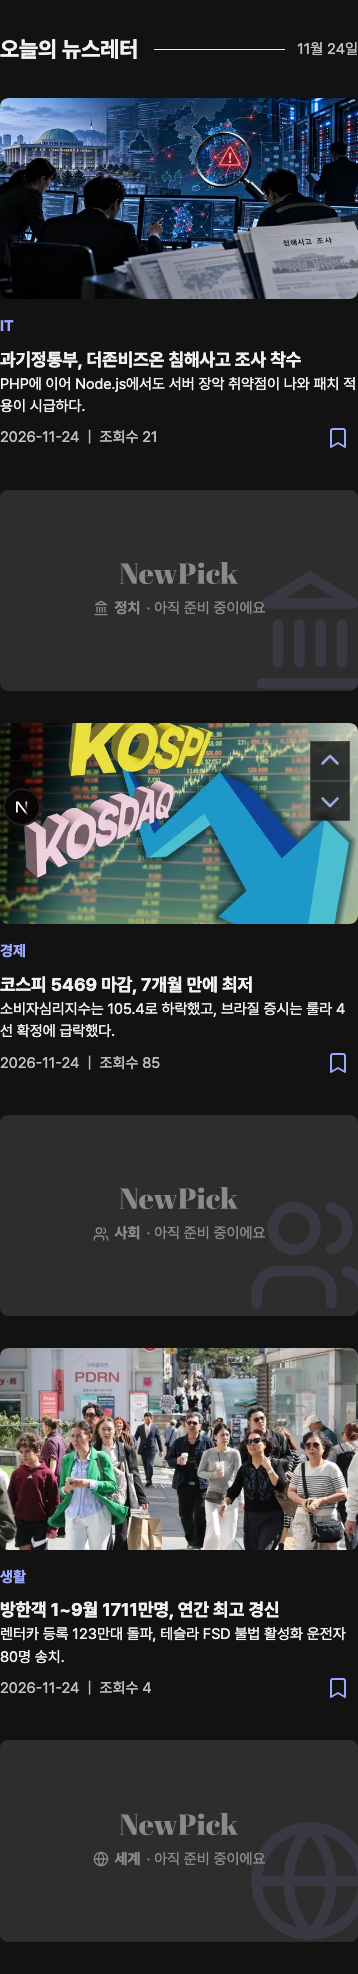 오늘의 뉴스레터
11월 24일
침해사고 조사
IT
과기정통부, 더존비즈온 침해사고 조사 착수
PHP에 이어 Node.js에서도 서버 장악 취약점이 나와 패치 적
용이 시급하다.
2026-11-24 | 조회수 21
NewPick
정치 · 아직 준비 중이에요
KOSPI
KOSDAQ
N
경제
코스피 5469 마감, 7개월 만에 최저
소비자심리지수는 105.4로 하락했고, 브라질 증시는 룰라 4
선 확정에 급락했다.
2026-11-24 | 조회수 85
NewPick
사회 · 아직 준비 중이에요
PDRN
생활
방한객 1~9월 1711만명, 연간 최고 경신
렌터카 등록 123만대 돌파, 테슬라 FSD 불법 활성화 운전자
80명 송치.
2026-11-24 | 조회수 4
NewPick
세계 · 아직 준비 중이에요